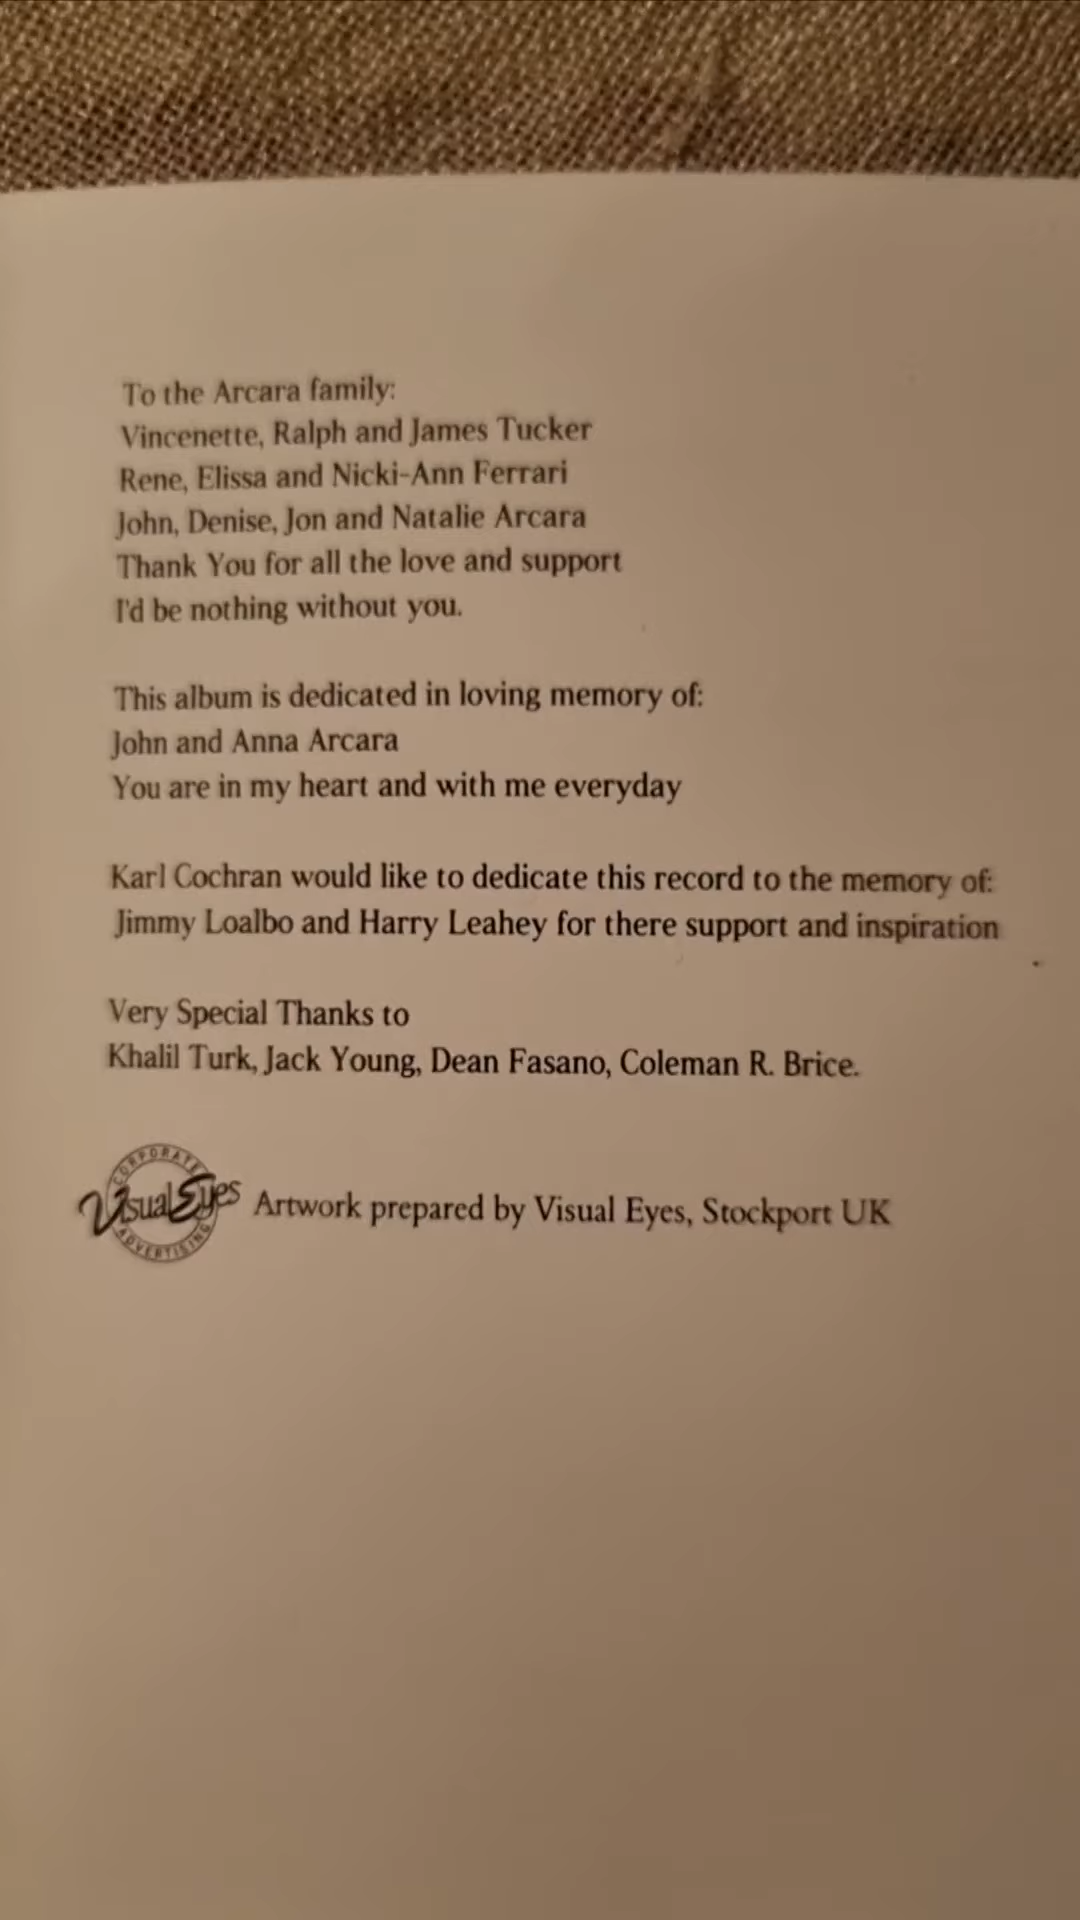 To the Arcara family:
Vincenette, Ralph and James Tucker
Rene, Elissa and Nicki-Ann Ferrari
John, Denise, Jon and Natalie Arcara
Thank You for all the love and support
I'd be nothing without you.
This album is dedicated in loving memory of:
John and Anna Arcara
You are in my heart and with me everyday
Karl Cochran would like to dedicate this record to the memory of:
Jimmy Loalbo and Harry Leahey for there support and inspiration
Very Special Thanks to
Khalil Turk, Jack Young, Dean Fasano, Coleman R. Brice.
CORPORATE
Visual Eyes
ADVERTISING
Artwork prepared by Visual Eyes, Stockport UK